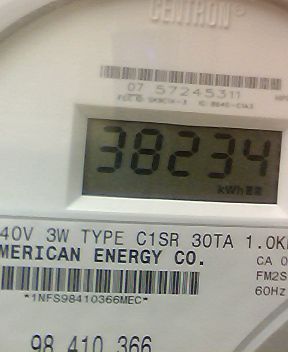 CENTRON®
07 57245311
38234
kWh
40V 3W TYPE C1SR 30TA 1.0K
MERICAN ENERGY CO.
CA 0
FM2S
60Hz
*1NFS98410366MEC*
98 410 366